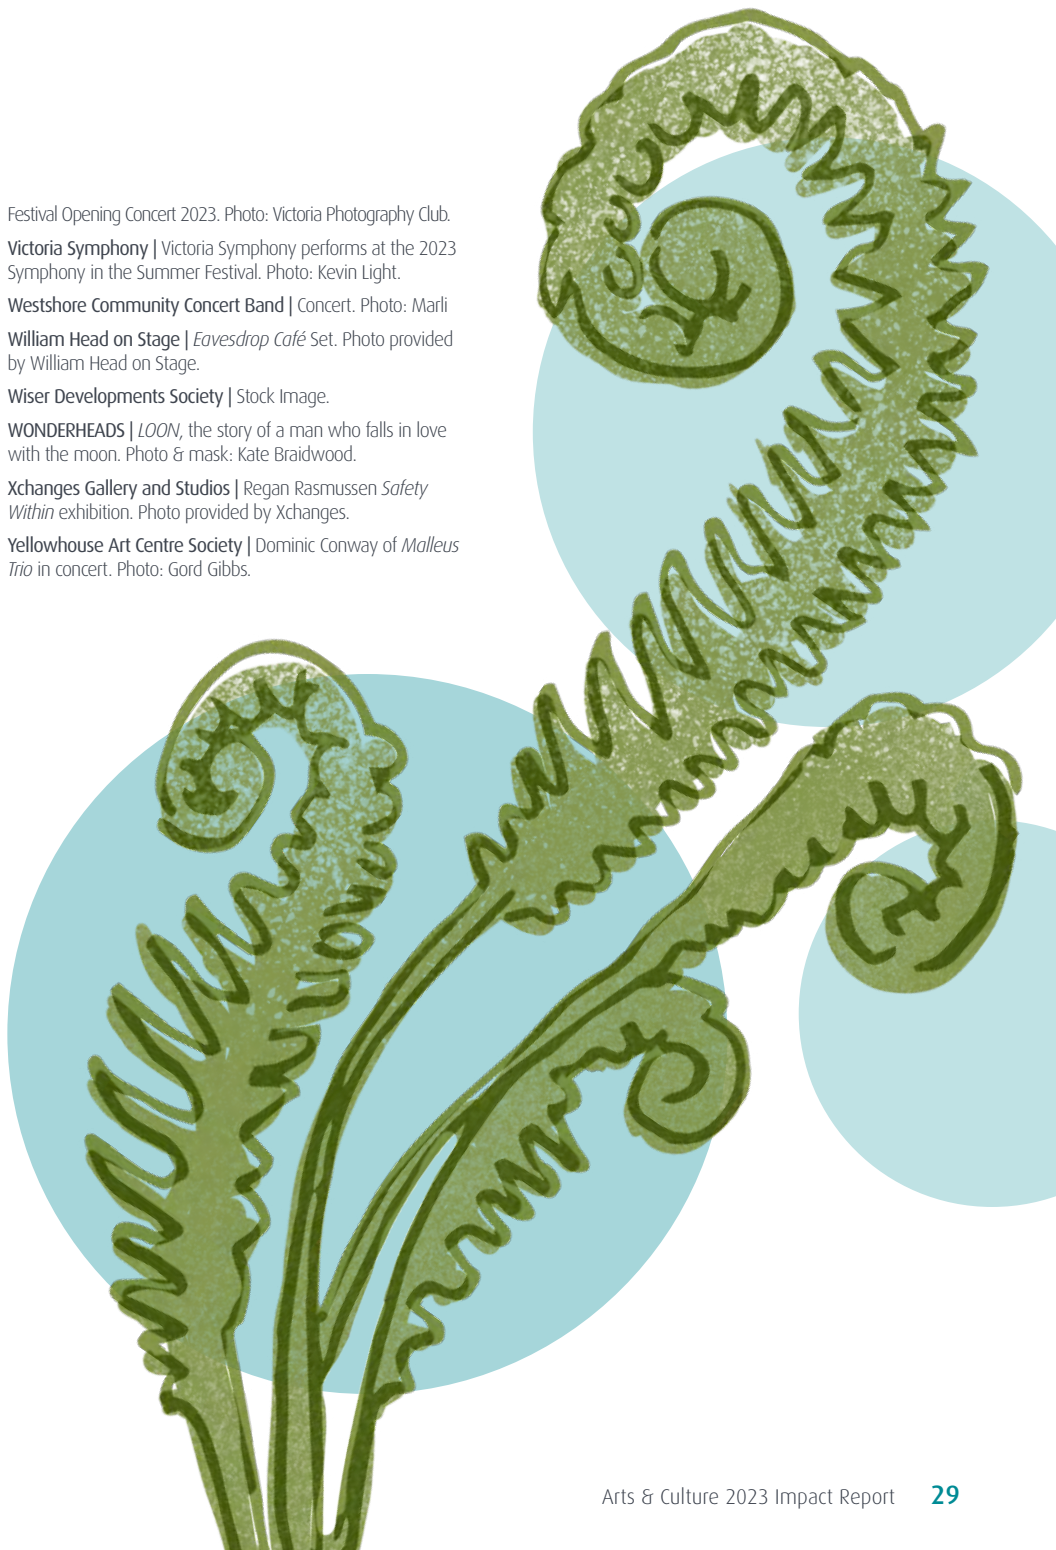 Festival Opening Concert 2023. Photo: Victoria Photography Club.
Victoria Symphony | Victoria Symphony performs at the 2023
Symphony in the Summer Festival. Photo: Kevin Light.
Westshore Community Concert Band | Concert. Photo: Marli
William Head on Stage | Eavesdrop Café Set. Photo provided
by William Head on Stage.
Wiser Developments Society | Stock Image.
WONDERHEADS | LOON, the story of a man who falls in love
with the moon. Photo & mask: Kate Braidwood.
Xchanges Gallery and Studios | Regan Rasmussen Safety
Within exhibition. Photo provided by Xchanges.
Yellowhouse Art Centre Society | Dominic Conway of Malleus
Trio in concert. Photo: Gord Gibbs.
Arts & Culture 2023 Impact Report 29